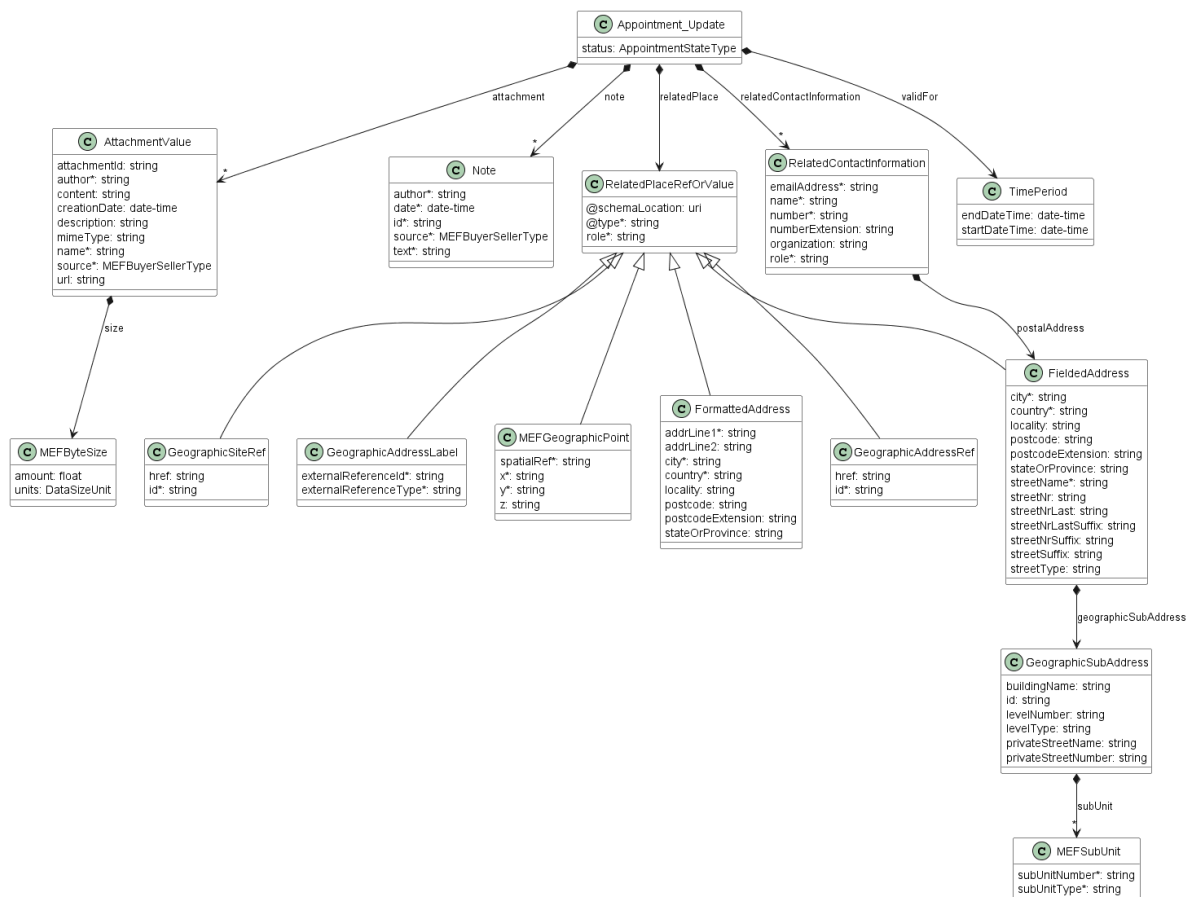 C Appointment_Update
status: AppointmentStateType
attachment
note
relatedPlace
relatedContactInformation
validFor
*
*
*
C AttachmentValue
attachmentId: string
author*: string
content: string
creationDate: date-time
description: string
mimeType: string
name*: string
source*: MEFBuyerSellerType
url: string
C Note
author*: string
date*: date-time
id*: string
source*: MEFBuyerSellerType
text*: string
C RelatedPlaceRefOrValue
@schemaLocation: uri
@type*: string
role*: string
C RelatedContactInformation
emailAddress*: string
name*: string
number*: string
numberExtension: string
organization: string
role*: string
C TimePeriod
endDateTime: date-time
startDateTime: date-time
size
postalAddress
C MEFByteSize
amount: float
units: DataSizeUnit
C GeographicSiteRef
href: string
id*: string
C GeographicAddressLabel
externalReferenceId*: string
externalReferenceType*: string
C MEFGeographicPoint
spatialRef*: string
x*: string
y*: string
z: string
C FormattedAddress
addrLine1*: string
addrLine2: string
city*: string
country*: string
locality: string
postcode: string
postcodeExtension: string
stateOrProvince: string
C GeographicAddressRef
href: string
id*: string
C FieldedAddress
city*: string
country*: string
locality: string
postcode: string
postcodeExtension: string
stateOrProvince: string
streetName*: string
streetNr: string
streetNrLast: string
streetNrLastSuffix: string
streetNrSuffix: string
streetSuffix: string
streetType: string
geographicSubAddress
C GeographicSubAddress
buildingName: string
id: string
levelNumber: string
levelType: string
privateStreetName: string
privateStreetNumber: string
subUnit
*
C MEFSubUnit
subUnitNumber*: string
subUnitType*: string